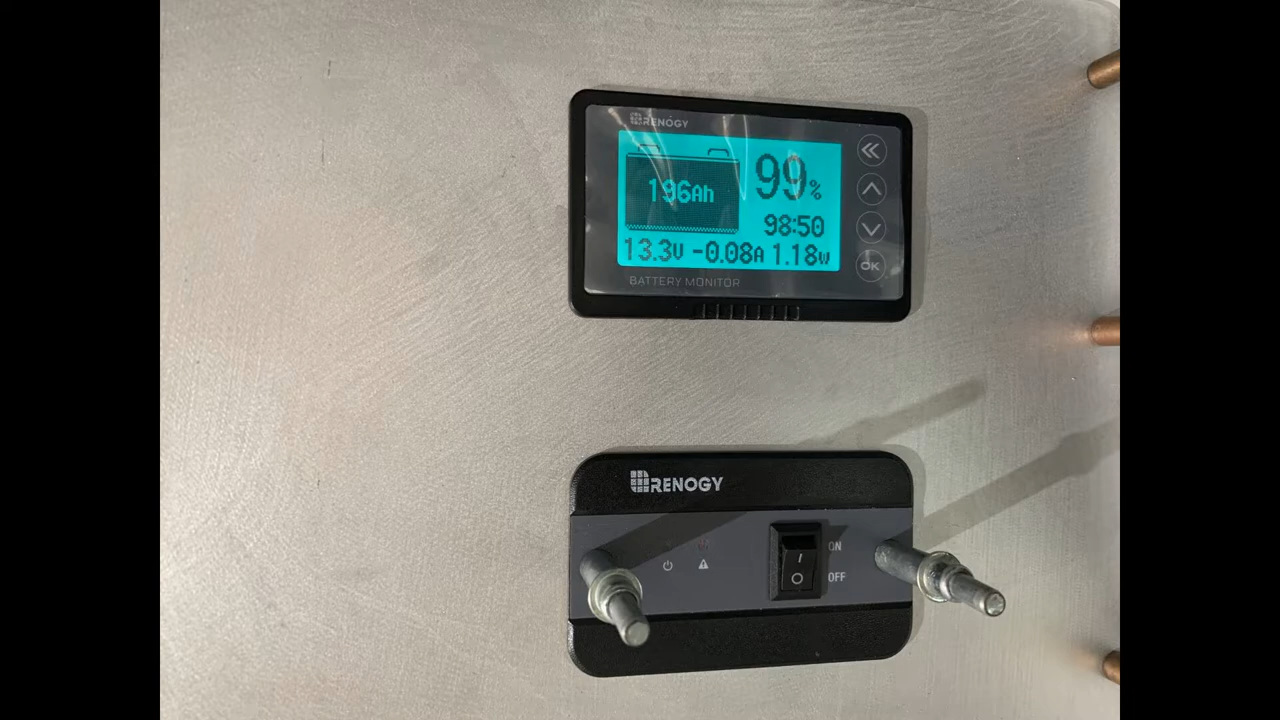 RENOGY
196Ah
99%
98:50
13.3V -0.08A 1.18W
OK
BATTERY MONITOR
RENOGY
ON
I
O
OFF